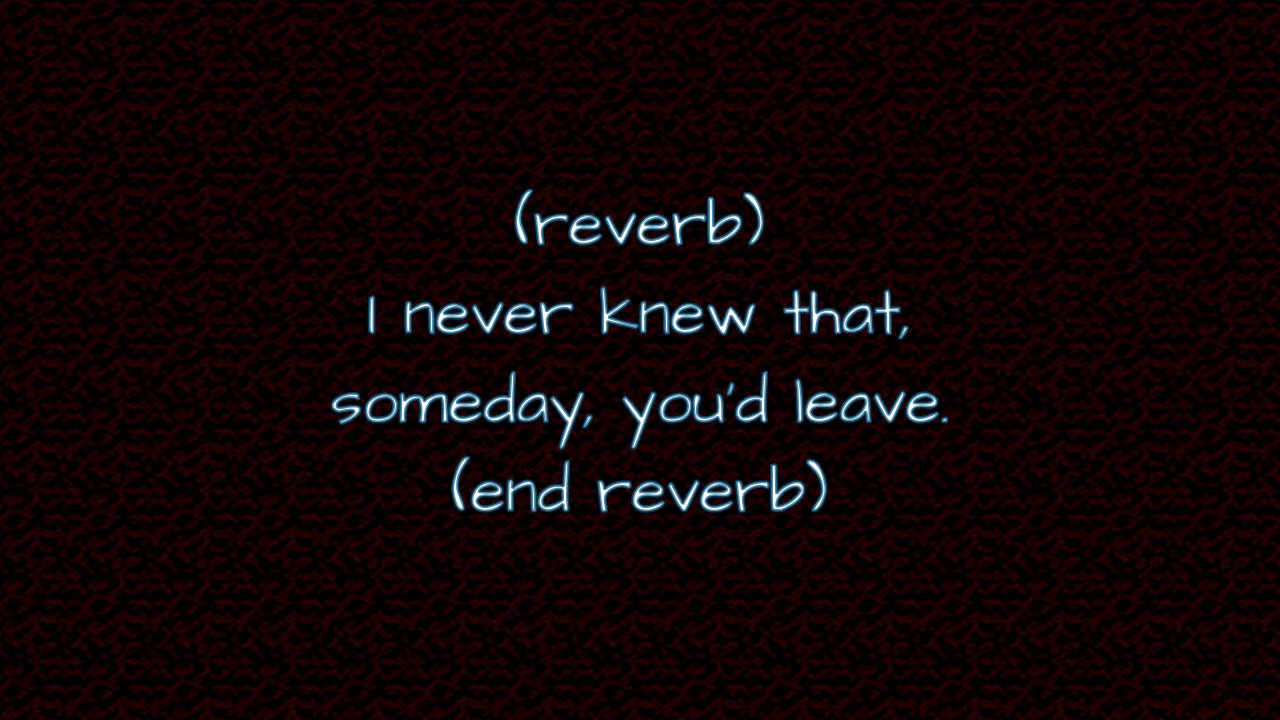 (reverb)
I never knew that,
someday, you'd leave.
(end reverb)